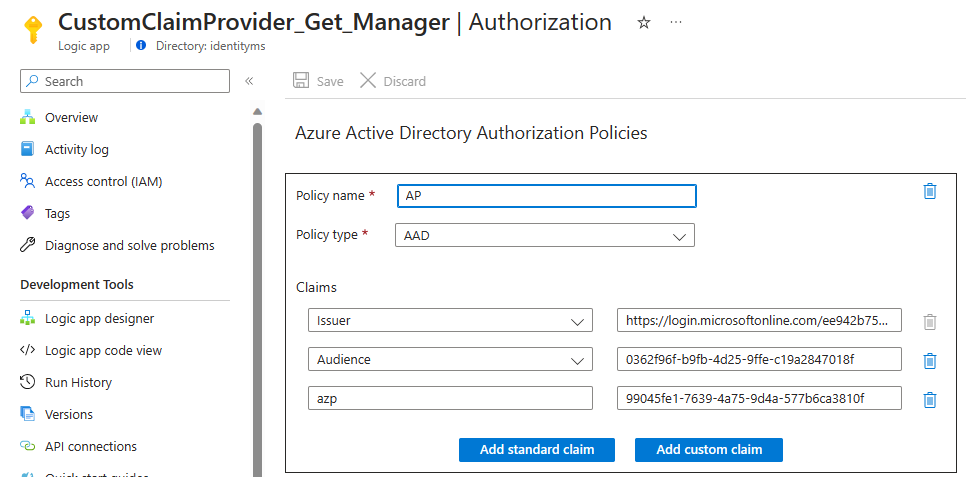 CustomClaimProvider_Get_Manager | Authorization
Logic app
Directory: identityms
Search
Save
Discard
Overview
Activity log
Access control (IAM)
Tags
Diagnose and solve problems
Development Tools
Logic app designer
Logic app code view
Run History
Versions
API connections
Quick start guides
Azure Active Directory Authorization Policies
Policy name *
AP
Policy type *
AAD
Claims
Issuer
https://login.microsoftonline.com/ee942b75...
Audience
0362f96f-b9fb-4d25-9ffe-c19a2847018f
azp
99045fe1-7639-4a75-9d4a-577b6ca3810f
Add standard claim
Add custom claim